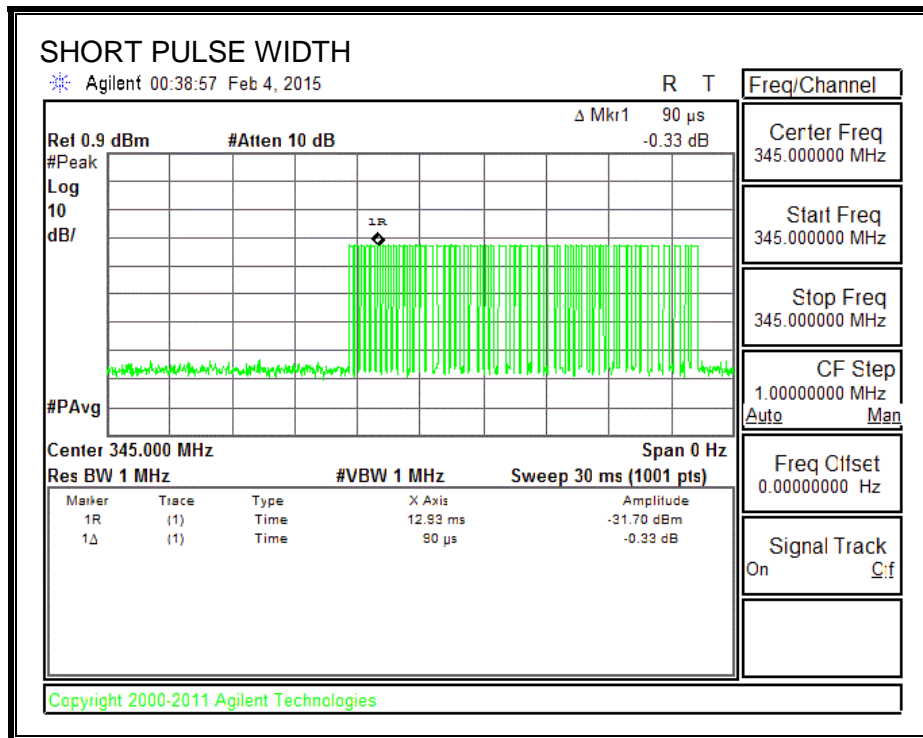 SHORT PULSE WIDTH
Agilent 00:38:57 Feb 4, 2015 R T
Δ Mkr1 90 µs
Ref 0.9 dBm #Atten 10 dB -0.33 dB
#Peak
Log
10
dB/
1R
#PAvg
Center 345.000 MHz Span 0 Hz
Res BW 1 MHz #VBW 1 MHz Sweep 30 ms (1001 pts)
Marker Trace Type X Axis Amplitude
1R (1) Time 12.93 ms -31.70 dBm
1Δ (1) Time 90 µs -0.33 dB
Freq/Channel
Center Freq
345.000000 MHz
Start Freq
345.000000 MHz
Stop Freq
345.000000 MHz
CF Step
1.00000000 MHz
Auto Man
Freq Offset
0.00000000 Hz
Signal Track
On Off
Copyright 2000-2011 Agilent Technologies